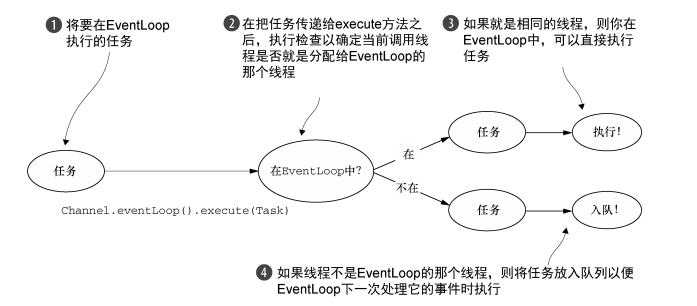 ❶ 将要在EventLoop
执行的任务
❷ 在把任务传递给execute方法之
后，执行检查以确定当前调用线
程是否就是分配给EventLoop的
那个线程
❸ 如果就是相同的线程，则你在
EventLoop中，可以直接执行
任务
任务
Channel.eventLoop().execute(Task)
在EventLoop中?
在
任务
执行!
不在
任务
入队!
❹ 如果线程不是EventLoop的那个线程，则将任务放入队列以便
EventLoop下一次处理它的事件时执行